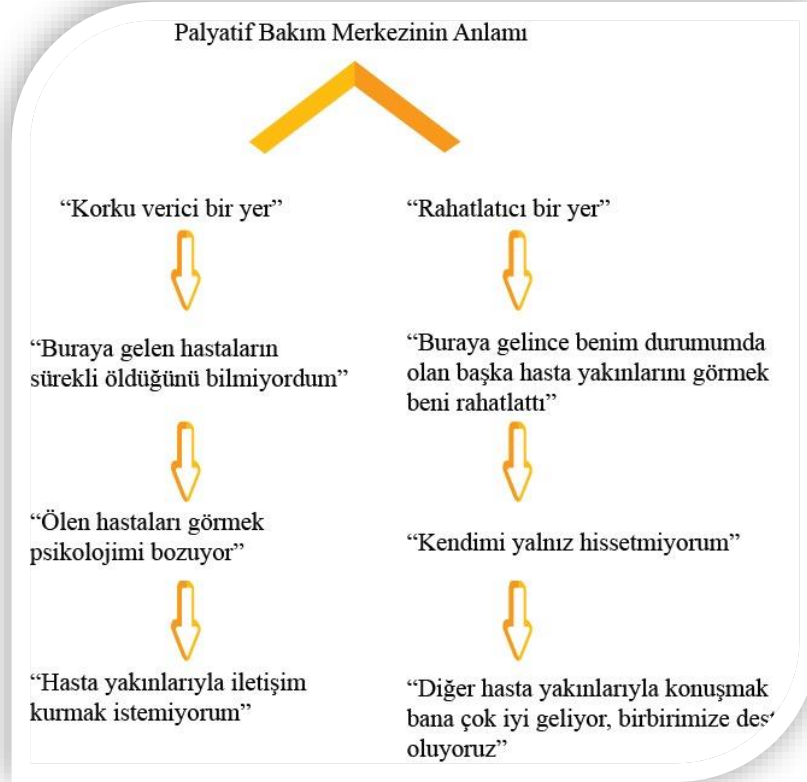 Palyatif Bakım Merkezinin Anlamı
“Korku verici bir yer”
“Buraya gelen hastaların
sürekli öldüğünü bilmiyordum”
“Ölen hastaları görmek
psikolojimi bozuyor”
“Hasta yakınlarıyla iletişim
kurmak istemiyorum”
“Rahatlatıcı bir yer”
“Buraya gelince benim durumumda
olan başka hasta yakınlarını görmek
beni rahatlattı”
“Kendimi yalnız hissetmiyorum”
“Diğer hasta yakınlarıyla konuşmak
bana çok iyi geliyor, birbirimize
oluyoruz”